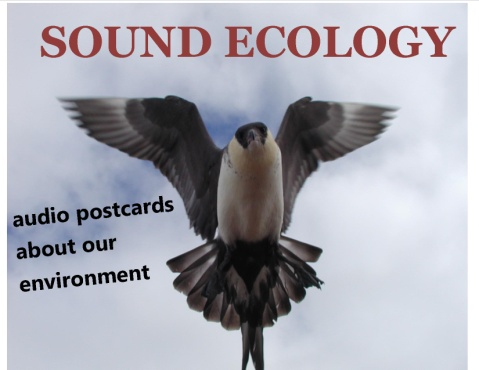 SOUND ECOLOGY
audio postcards
about our
environment